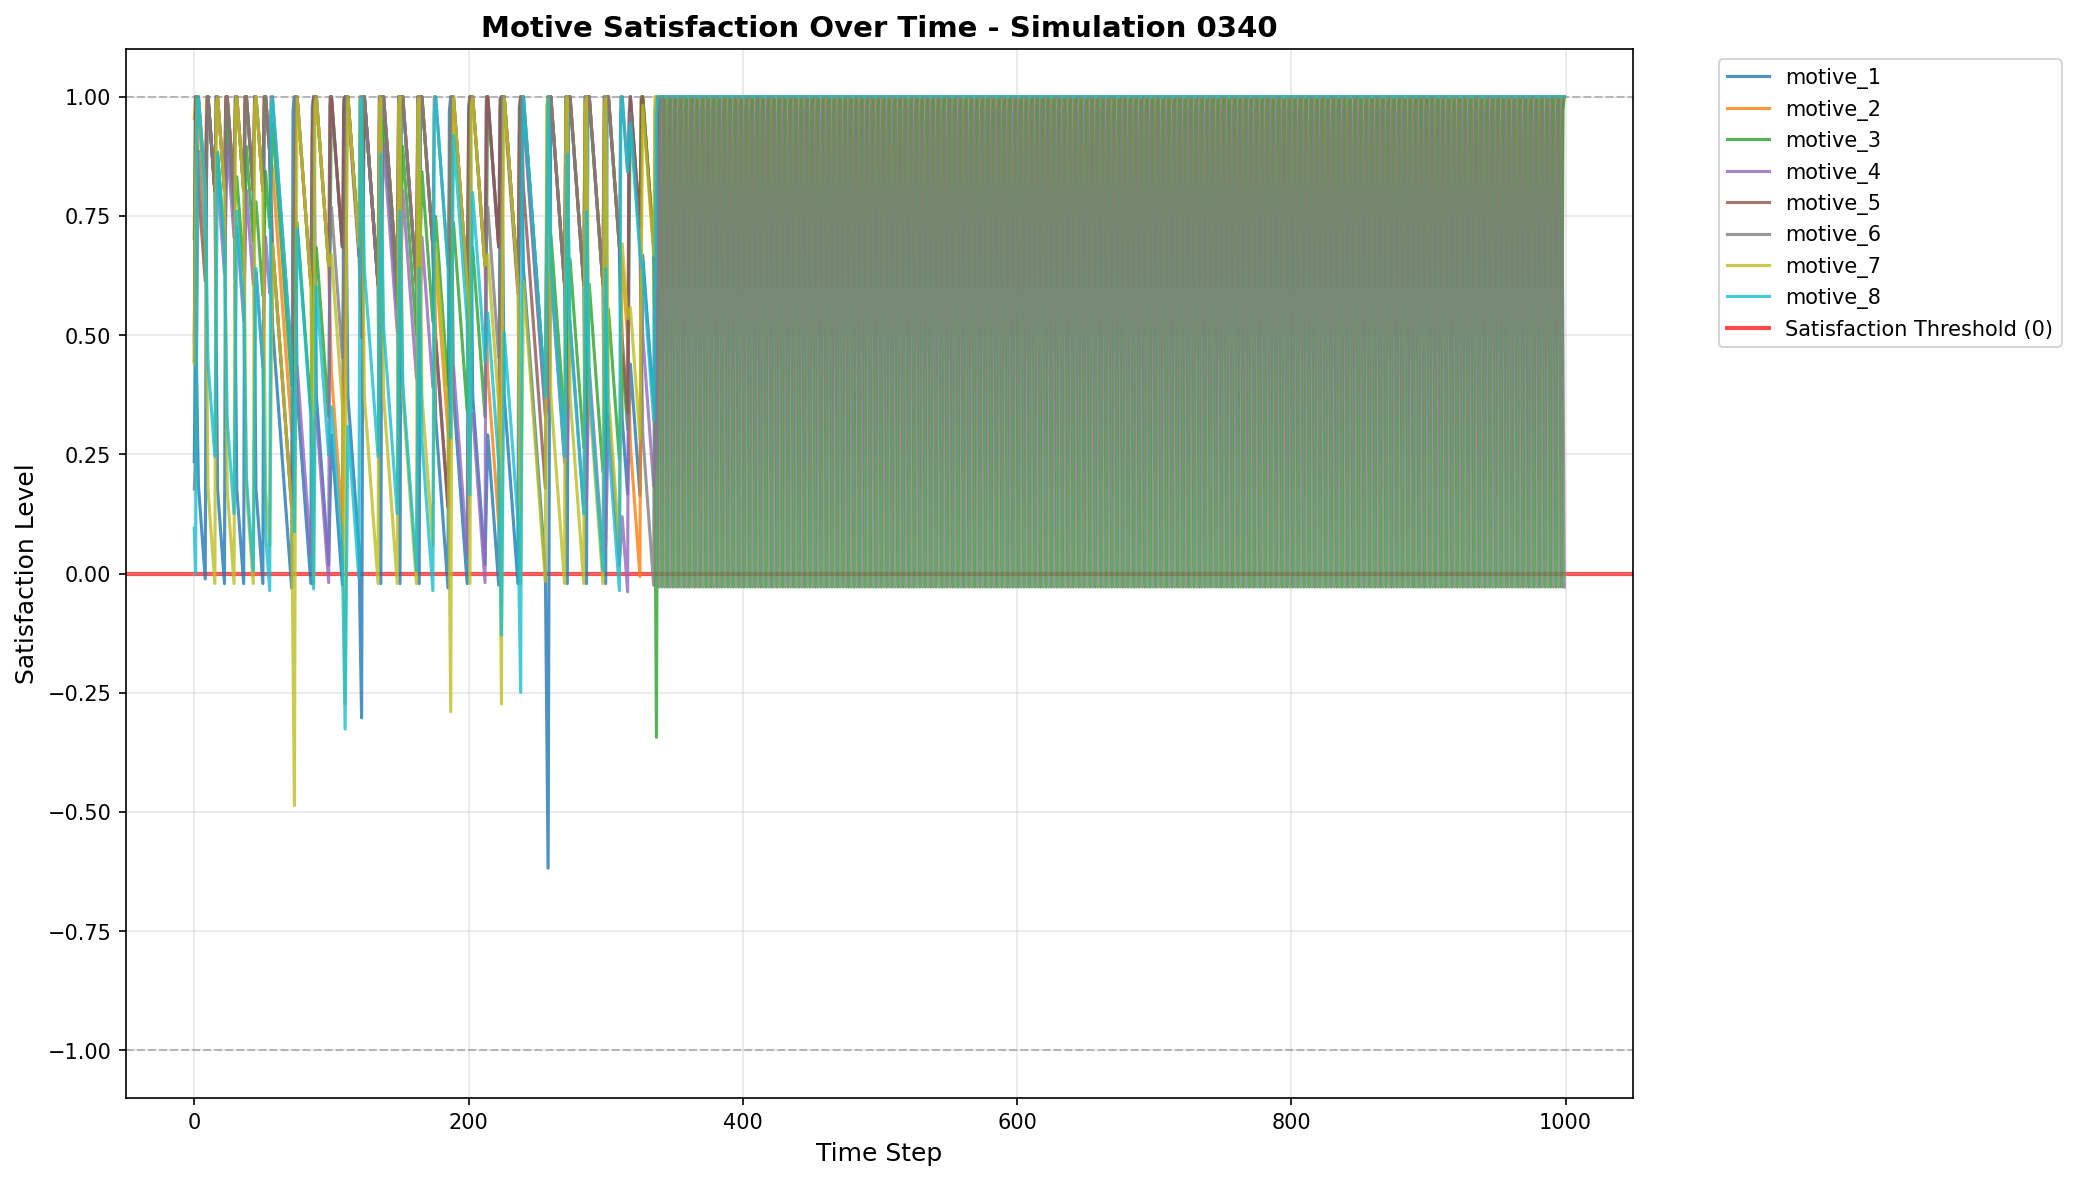 Motive Satisfaction Over Time - Simulation 0340
1.00
0.75
0.50
0.25
0.00
−0.25
−0.50
−0.75
−1.00
Satisfaction Level
0
200
400
600
800
1000
Time Step
motive_1
motive_2
motive_3
motive_4
motive_5
motive_6
motive_7
motive_8
Satisfaction Threshold (0)